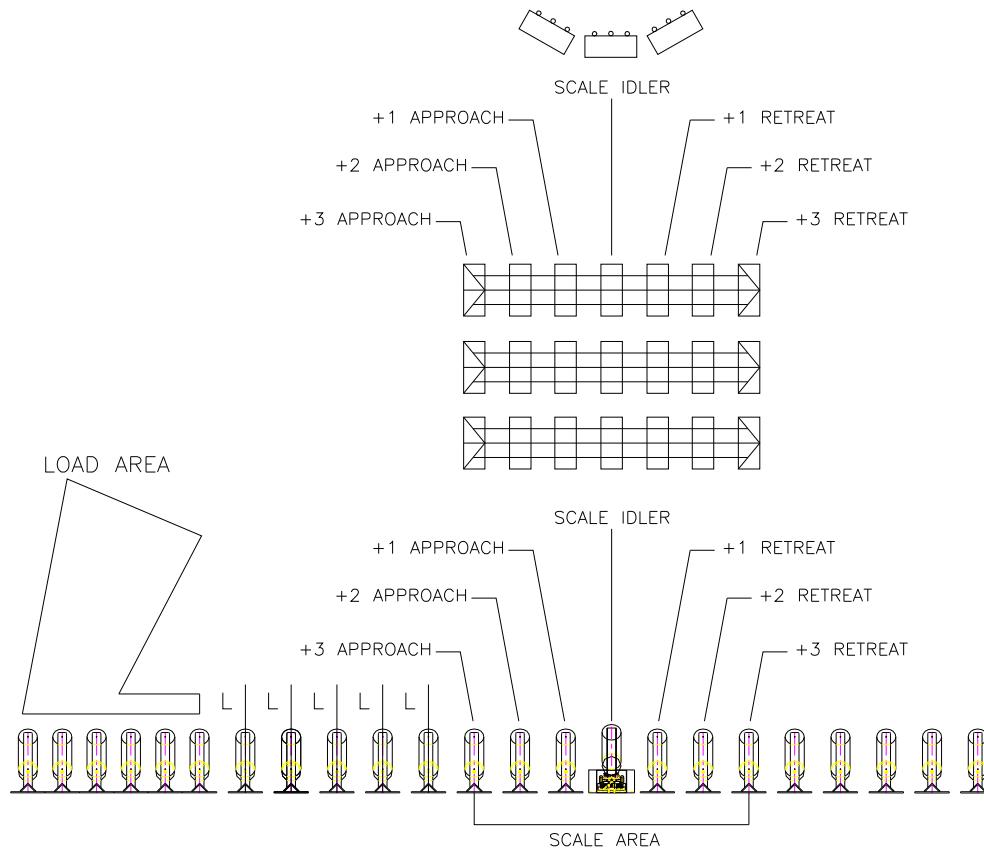 SCALE IDLER
+1 APPROACH
+1 RETREAT
+2 APPROACH
+2 RETREAT
+3 APPROACH
+3 RETREAT
LOAD AREA
SCALE IDLER
+1 APPROACH
+1 RETREAT
+2 APPROACH
+2 RETREAT
+3 APPROACH
+3 RETREAT
L L L L L
SCALE AREA